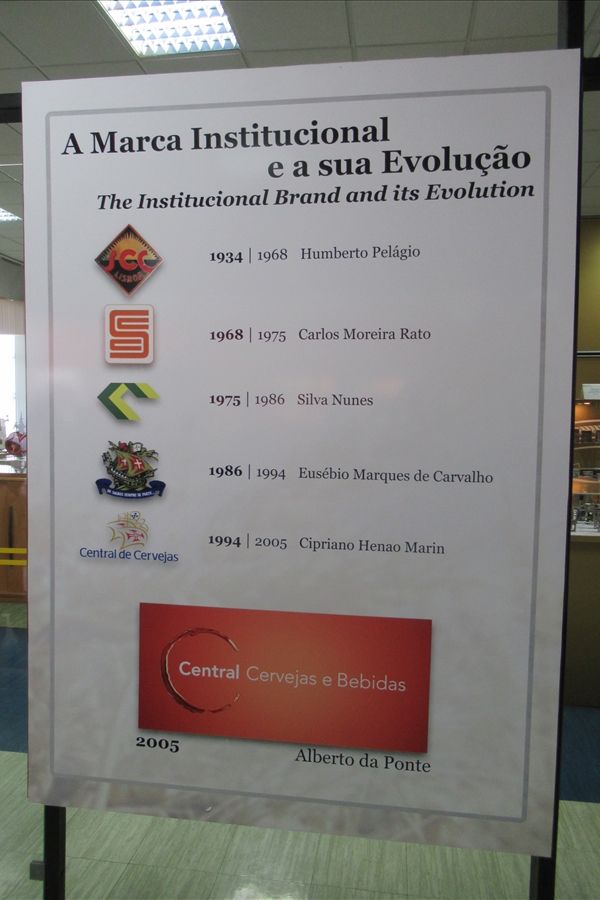 A Marca Institucional
e a sua Evolução
The Institucional Brand and its Evolution
SCC
LISBOA
1934 | 1968 Humberto Pelágio
1968 | 1975 Carlos Moreira Rato
1975 | 1986 Silva Nunes
1986 | 1994 Eusébio Marques de Carvalho
1994 | 2005 Cipriano Henao Marin
Central de Cervejas
Central Cervejas e Bebidas
2005 Alberto da Ponte